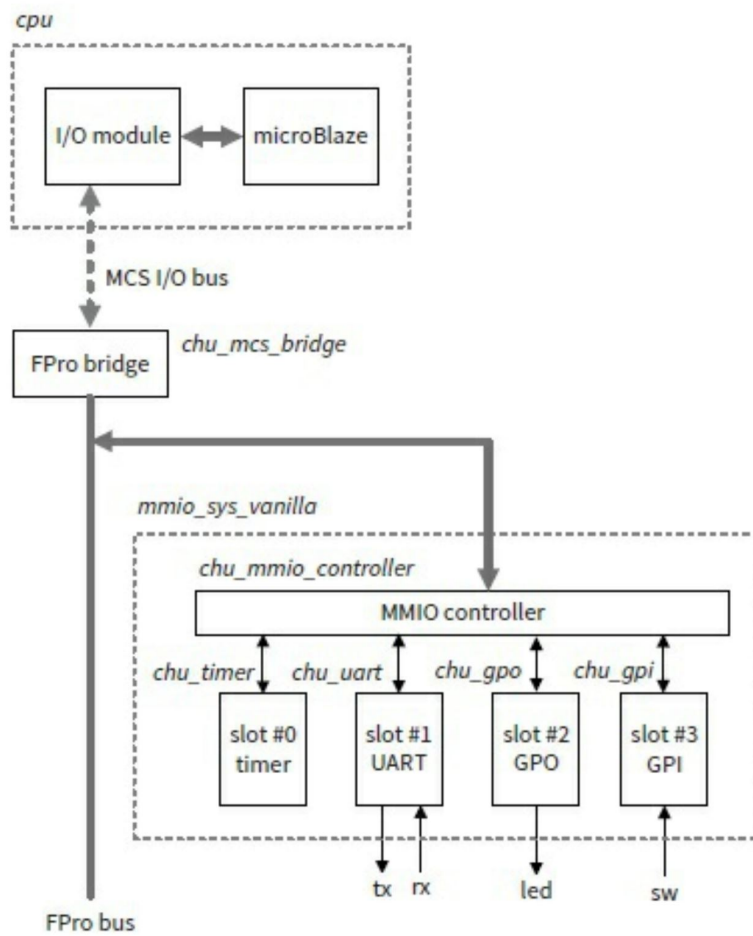 cpu
I/O module
microBlaze
MCS I/O bus
FPro bridge
chu_mcs_bridge
mmio_sys_vanilla
chu_mmio_controller
MMIO controller
chu_timer
chu_uart
chu_gpo
chu_gpi
slot #0
timer
slot #1
UART
slot #2
GPO
slot #3
GPI
tx
rx
led
sw
FPro bus